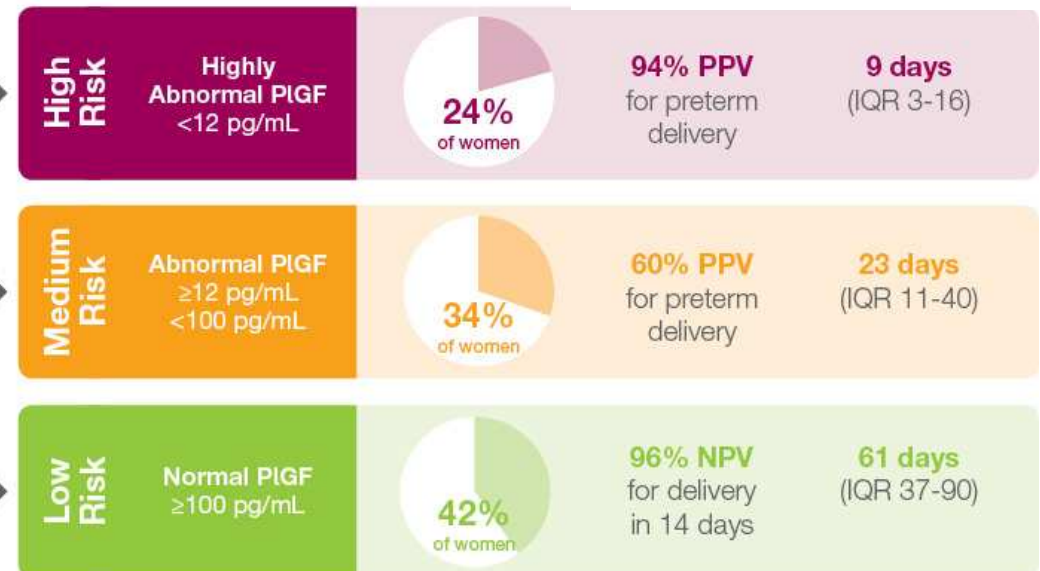 High
Risk
Highly
Abnormal PlGF
<12 pg/mL
24%
of women
94% PPV
for preterm
delivery
9 days
(IQR 3-16)
Medium
Risk
Abnormal PlGF
≥12 pg/mL
<100 pg/mL
34%
of women
60% PPV
for preterm
delivery
23 days
(IQR 11-40)
Low
Risk
Normal PlGF
≥100 pg/mL
42%
of women
96% NPV
for delivery
in 14 days
61 days
(IQR 37-90)